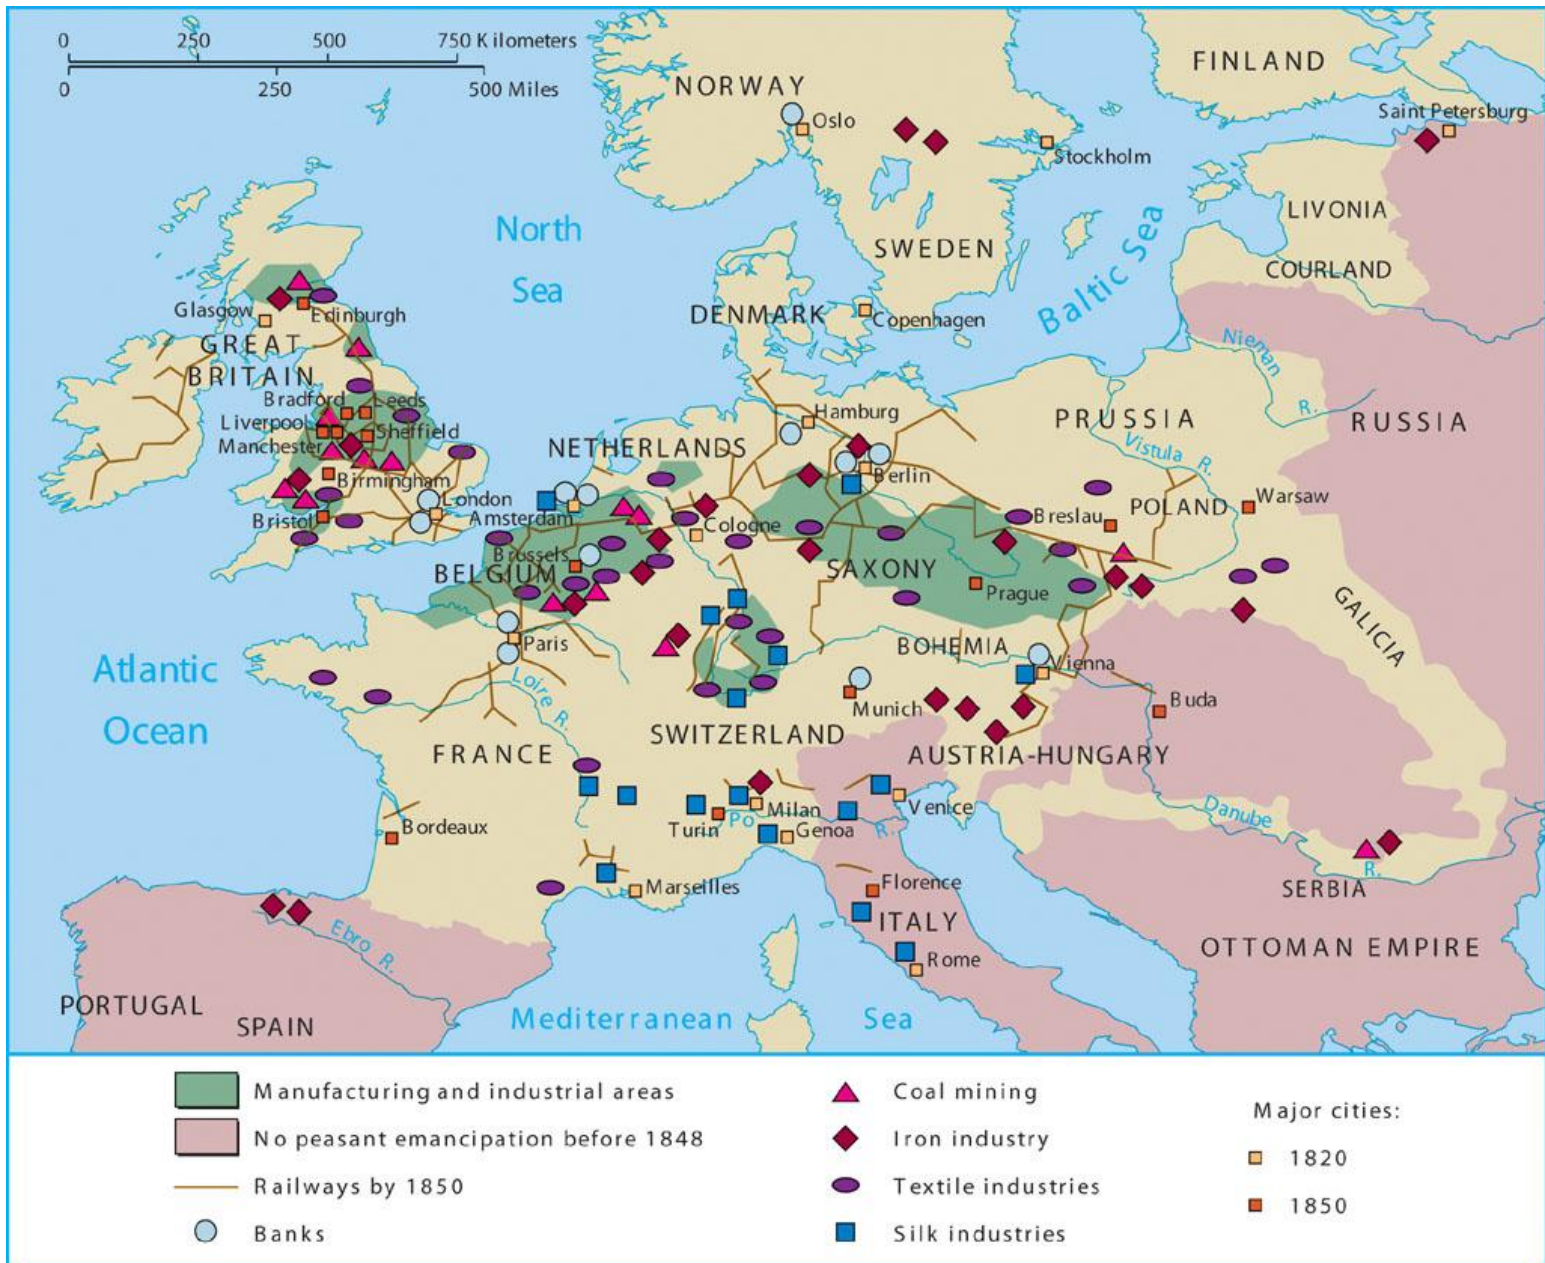 0 250 500 750 Kilometers
0 250 500 Miles
NORWAY
FINLAND
Oslo
Saint Petersburg
Stockholm
North
Sea
SWEDEN
LIVONIA
COURLAND
Baltic Sea
Glasgow
Edinburgh
DENMARK
Copenhagen
GREAT
BRITAIN
Nieman
R.
Bradford
Leeds
Liverpool
Sheffield
Manchester
Hamburg
PRUSSIA
RUSSIA
NETHERLANDS
Vistula R.
Birmingham
Berlin
London
Amsterdam
Bristol
Cologne
Breslau
POLAND
Warsaw
Brussels
BELGIUM
SAXONY
Prague
GALICIA
Paris
BOHEMIA
Vienna
Atlantic
Ocean
Loire R.
Munich
Buda
SWITZERLAND
FRANCE
AUSTRIA-HUNGARY
Milan
Venice
Turin
Po
R.
Genoa
Danube
R.
Bordeaux
Marseilles
Florence
SERBIA
ITALY
Ebro R.
OTTOMAN EMPIRE
Rome
PORTUGAL
SPAIN
Mediterranean Sea
Manufacturing and industrial areas
No peasant emancipation before 1848
Railways by 1850
Banks
Coal mining
Iron industry
Textile industries
Silk industries
Major cities:
1820
1850